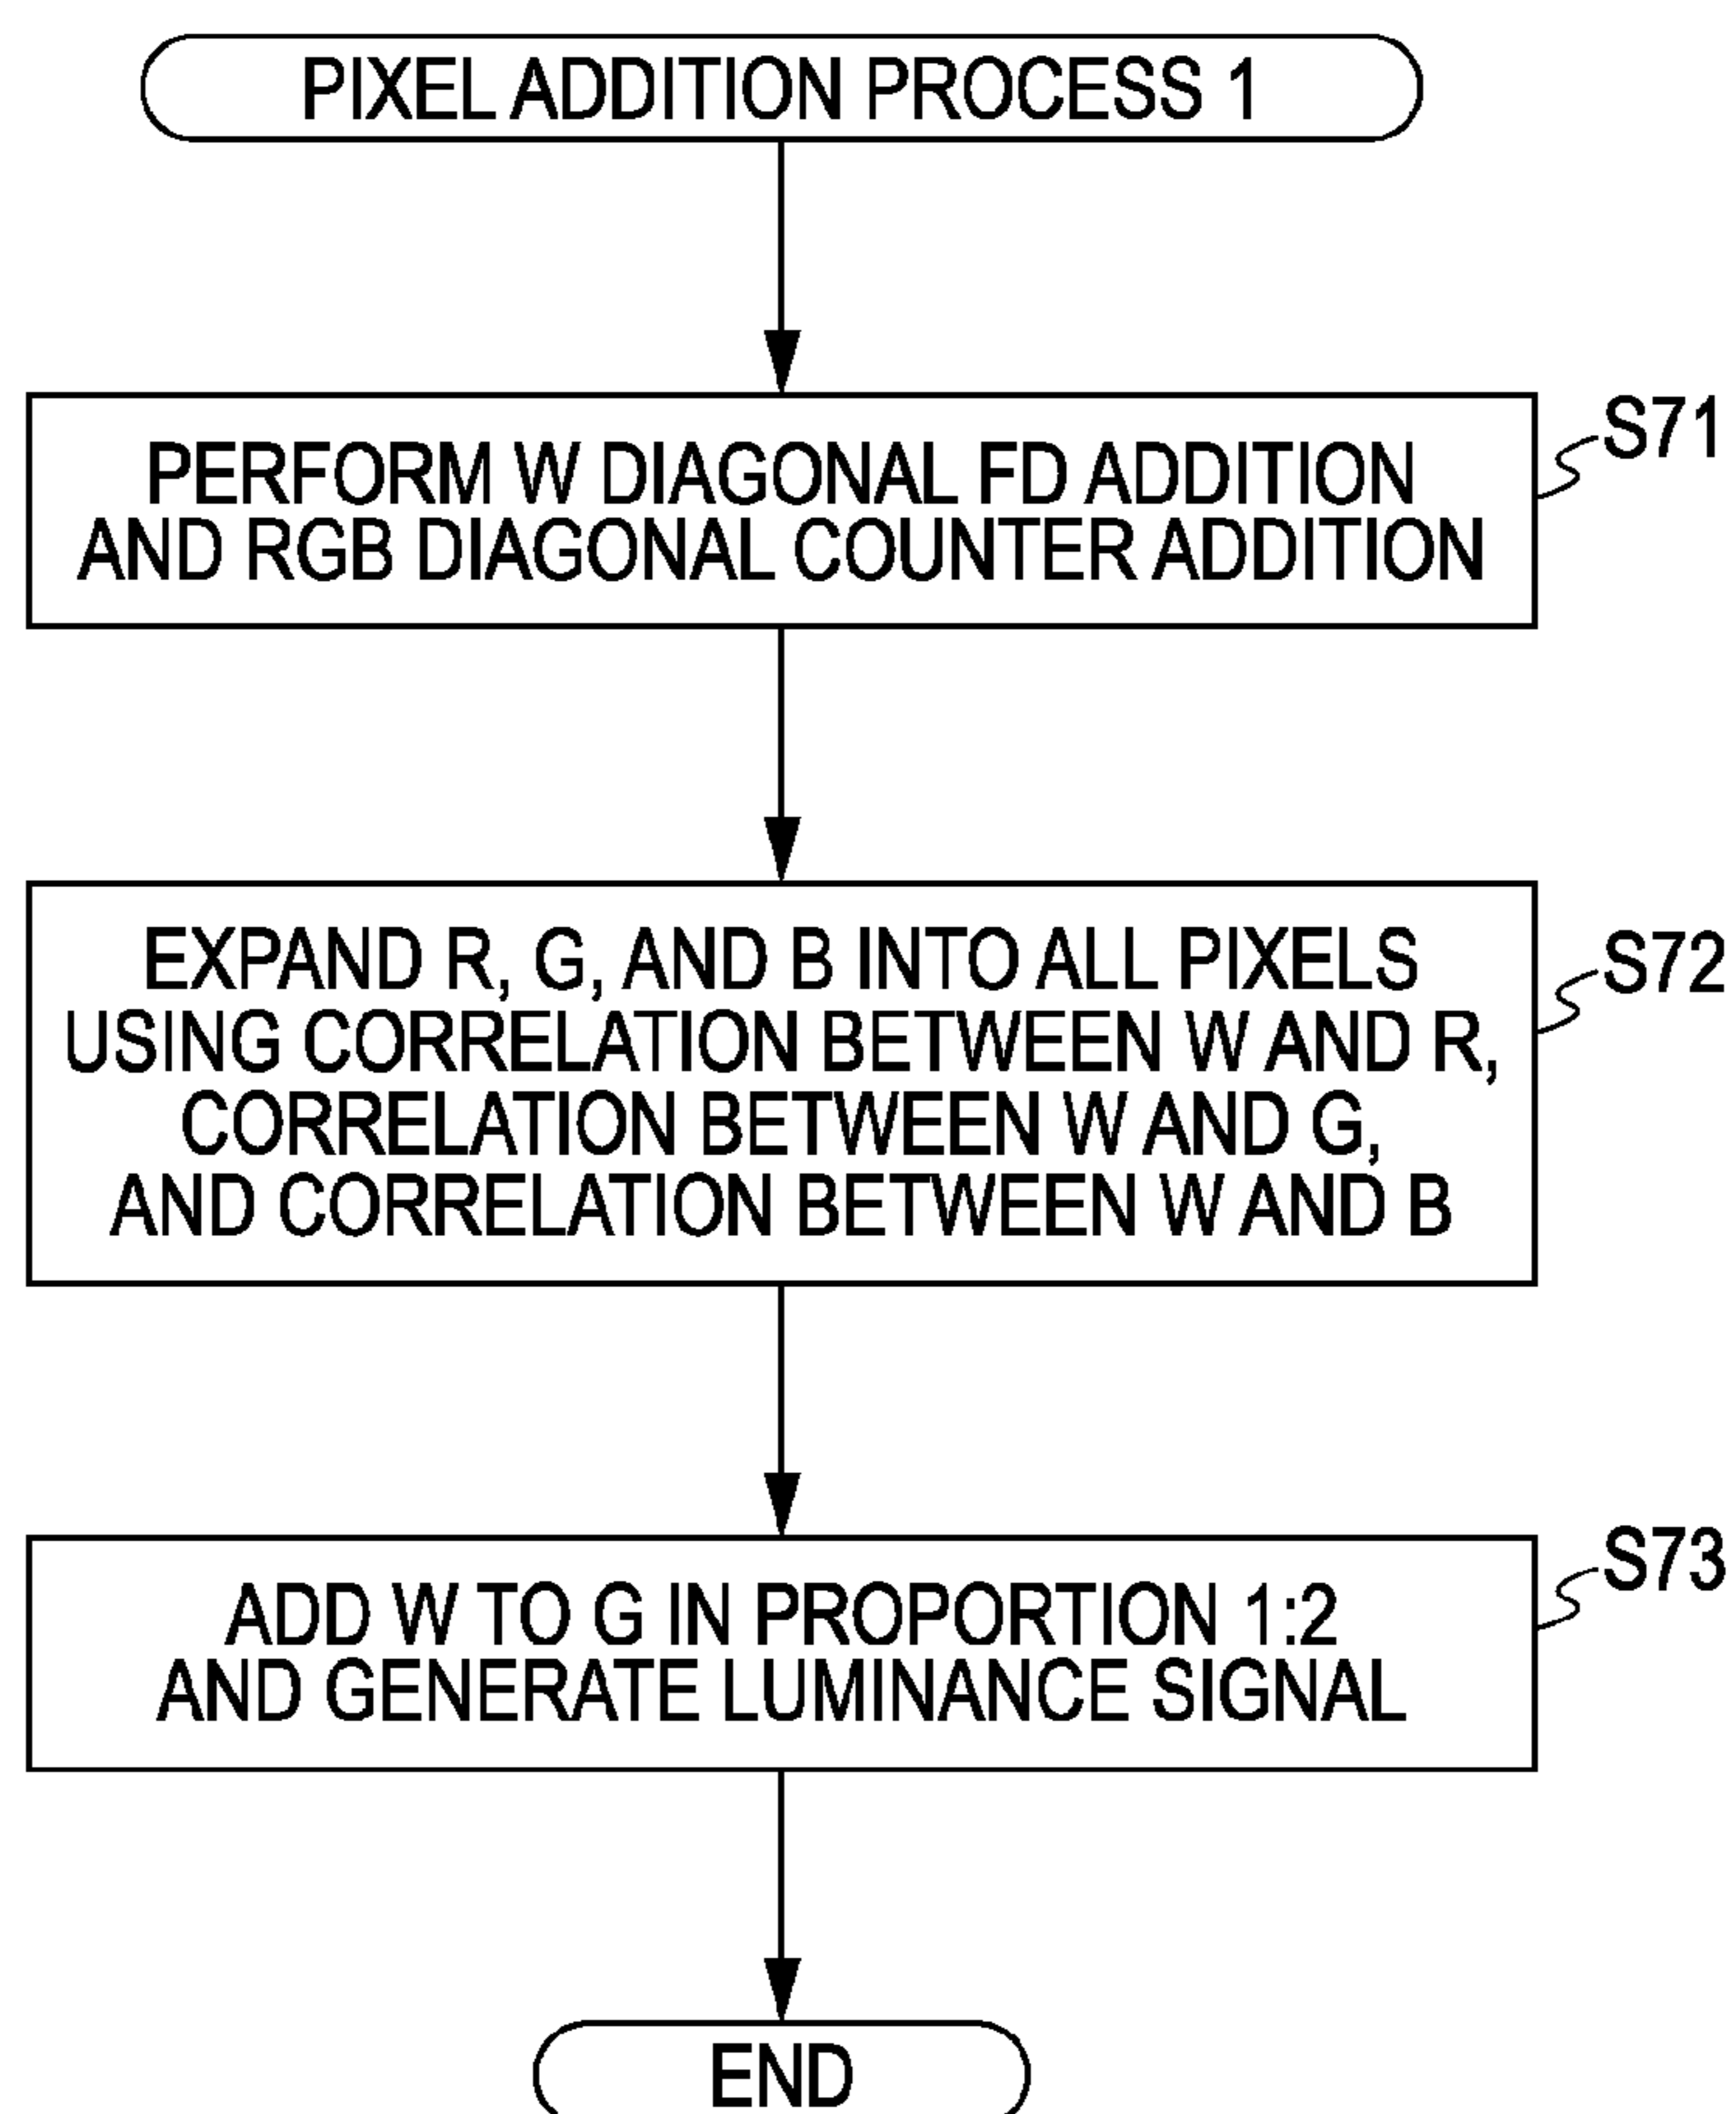 PIXEL ADDITION PROCESS 1
PERFORM W DIAGONAL FD ADDITION
AND RGB DIAGONAL COUNTER ADDITION
S71
EXPAND R, G, AND B INTO ALL PIXELS
USING CORRELATION BETWEEN W AND R,
CORRELATION BETWEEN W AND G,
AND CORRELATION BETWEEN W AND B
S72
ADD W TO G IN PROPORTION 1:2
AND GENERATE LUMINANCE SIGNAL
S73
END